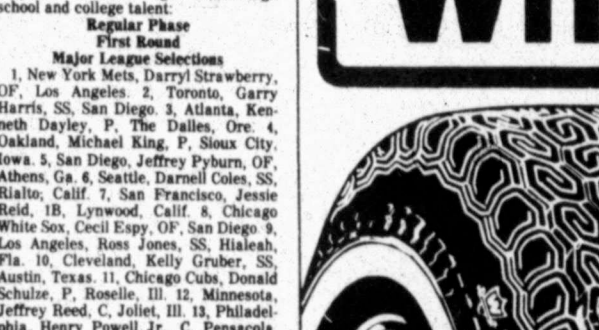 school and college talent:
Regular Phase
First Round
Major League Selections
1, New York Mets, Darryl Strawberry,
OF, Los Angeles. 2, Toronto, Garry
Harris, SS, San Diego. 3, Atlanta, Ken-
neth Dayley, P, The Dalles, Ore. 4,
Oakland, Michael King, P, Sioux City,
Iowa. 5, San Diego, Jeffrey Pyburn, OF,
Athens, Ga. 6, Seattle, Darnell Coles, SS,
Rialto, Calif. 7, San Francisco, Jessie
Reid, 1B, Lynwood, Calif. 8, Chicago
White Sox, Cecil Espy, OF, San Diego. 9,
Los Angeles, Ross Jones, SS, Hialeah,
Fla. 10, Cleveland, Kelly Gruber, SS,
Austin, Texas. 11, Chicago Cubs, Donald
Schulze, P, Roselle, Ill. 12, Minnesota,
Jeffrey Reed, C, Joliet, Ill. 13, Philadel-
phia, Henry Powell Jr., C, Pensacola,